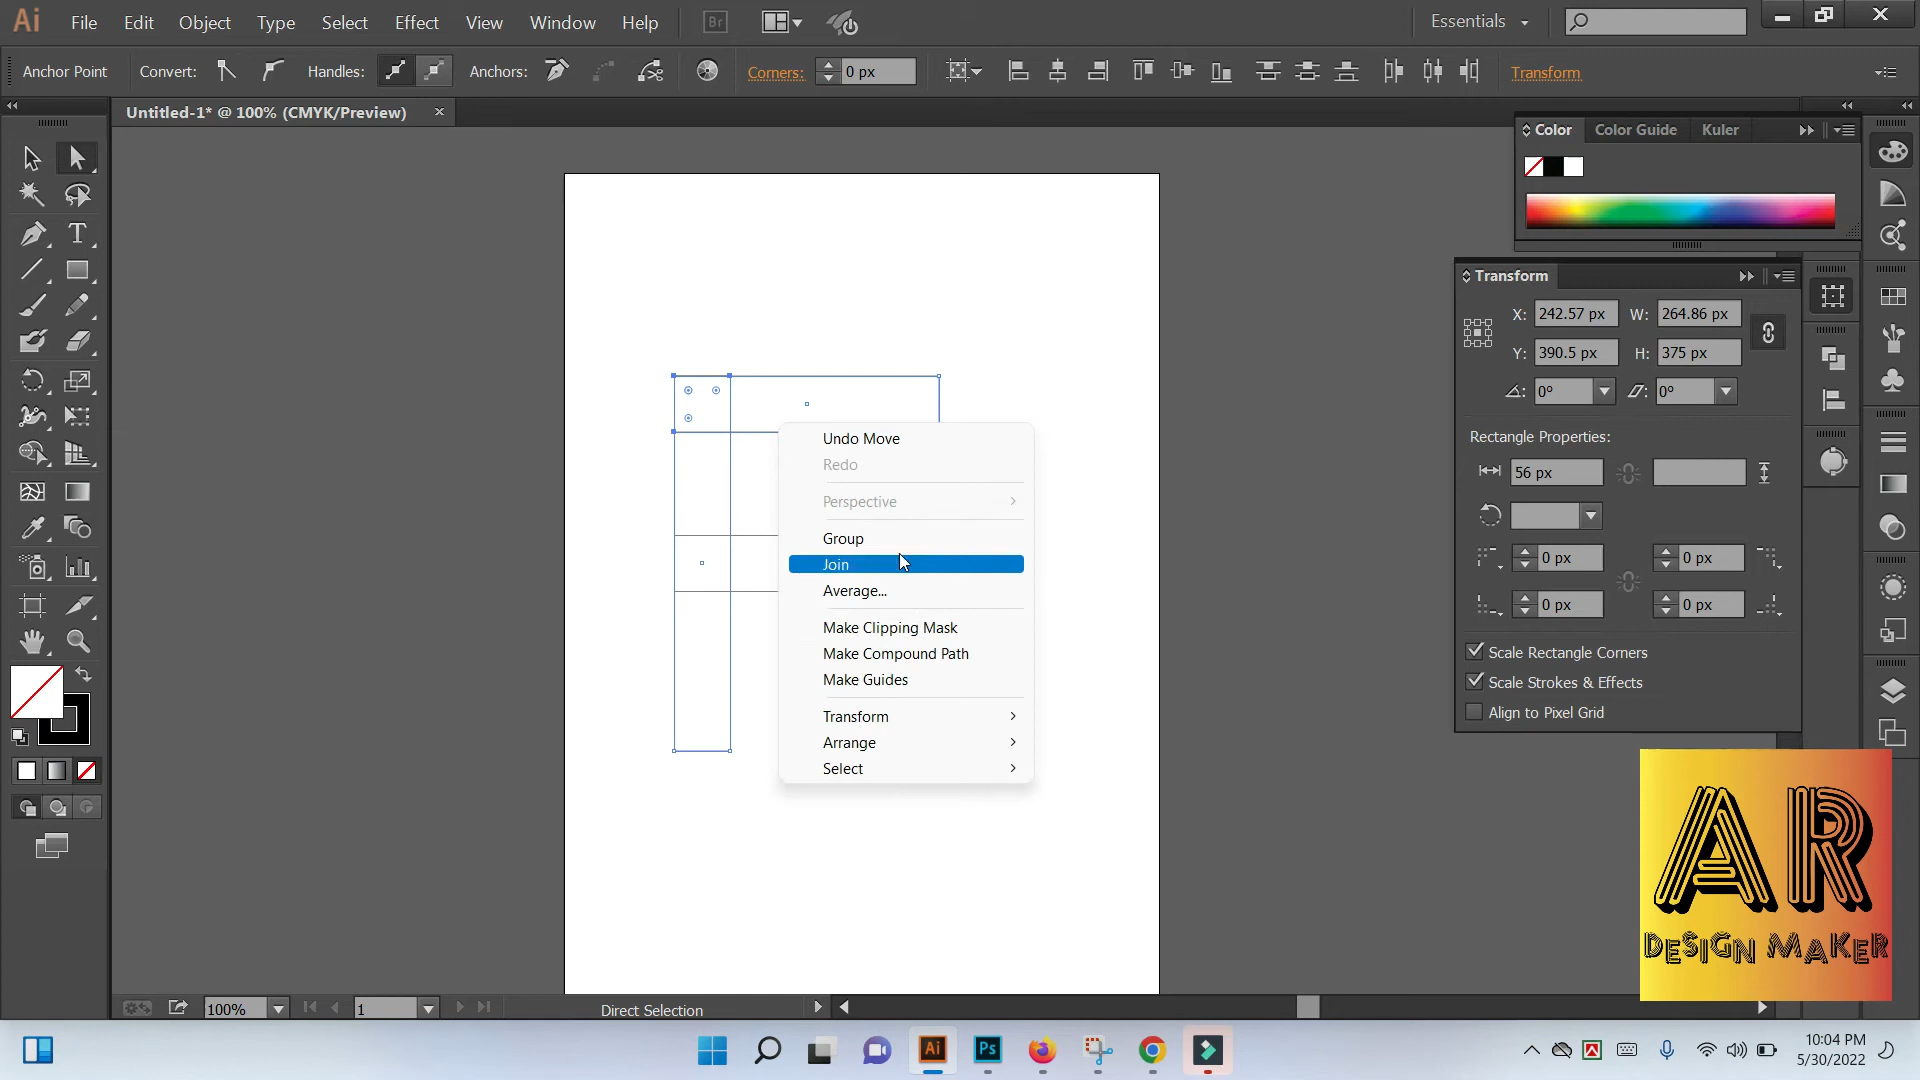 Ai File Edit Object Type Select Effect View Window Help Br Essentials
Anchor Point Convert: Handles: Anchors: Corners: 0 px Transform
Untitled-1* @ 100% (CMYK/Preview)
Color Color Guide Kuler
Transform
X: 242.57 px W: 264.86 px
Y: 390.5 px H: 375 px
0° 0°
Rectangle Properties:
56 px
0 px 0 px
0 px 0 px
Scale Rectangle Corners
Scale Strokes & Effects
Align to Pixel Grid
Undo Move
Redo
Perspective
Group
Join
Average...
Make Clipping Mask
Make Compound Path
Make Guides
Transform
Arrange
Select
AR
DESIGN MAKER
100% 1 Direct Selection
Ai Ps
10:04 PM
5/30/2022